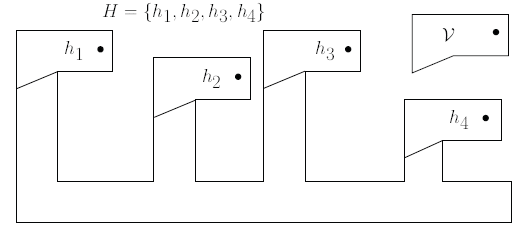 H = {h₁, h₂, h₃, h₄}
𝒱
h₁
h₃
h₂
h₄